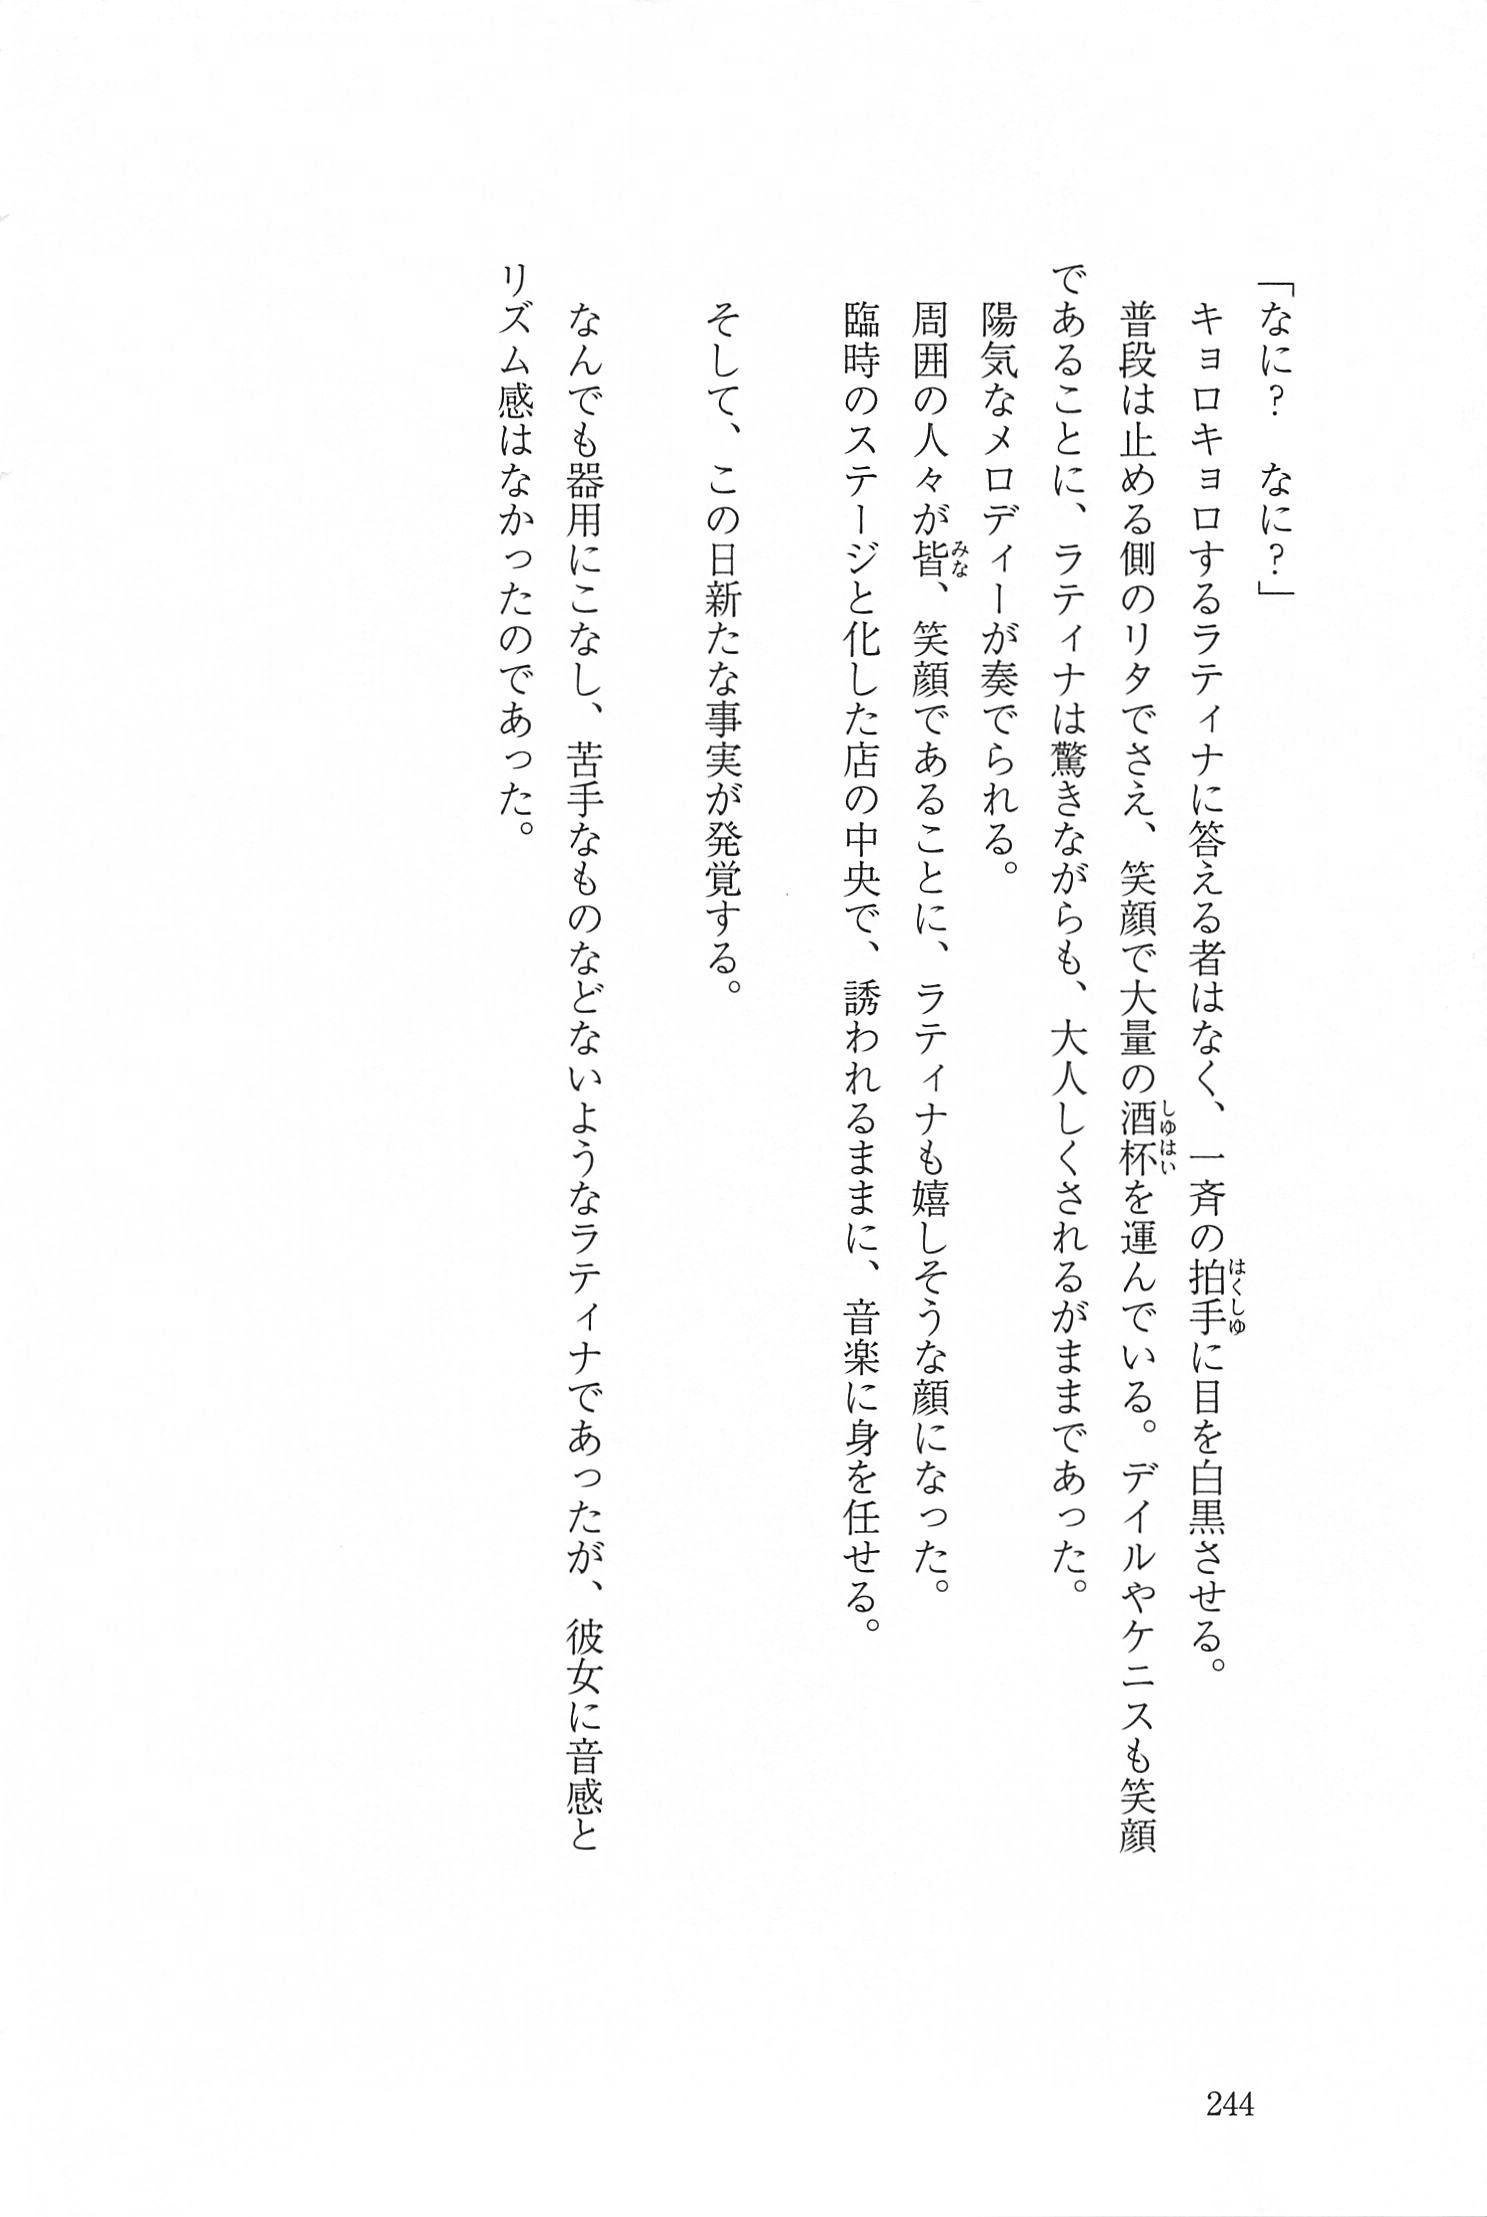 「なに？　なに？」
　キョロキョロするラティナに答える者はなく、一斉の拍手に目を白黒させる。
　普段は止める側のリタでさえ、笑顔で大量の酒杯を運んでいる。デイルやケニスも笑顔
であることに、ラティナは驚きながらも、大人しくされるがままであった。
　陽気なメロディーが奏でられる。
　周囲の人々が皆、笑顔であることに、ラティナも嬉しそうな顔になった。
　臨時のステージと化した店の中央で、誘われるままに、音楽に身を任せる。
　そして、この日新たな事実が発覚する。
　なんでも器用にこなし、苦手なものなどないようなラティナであったが、彼女に音感と
リズム感はなかったのであった。
はくしゆ
しゆはい
みな
244